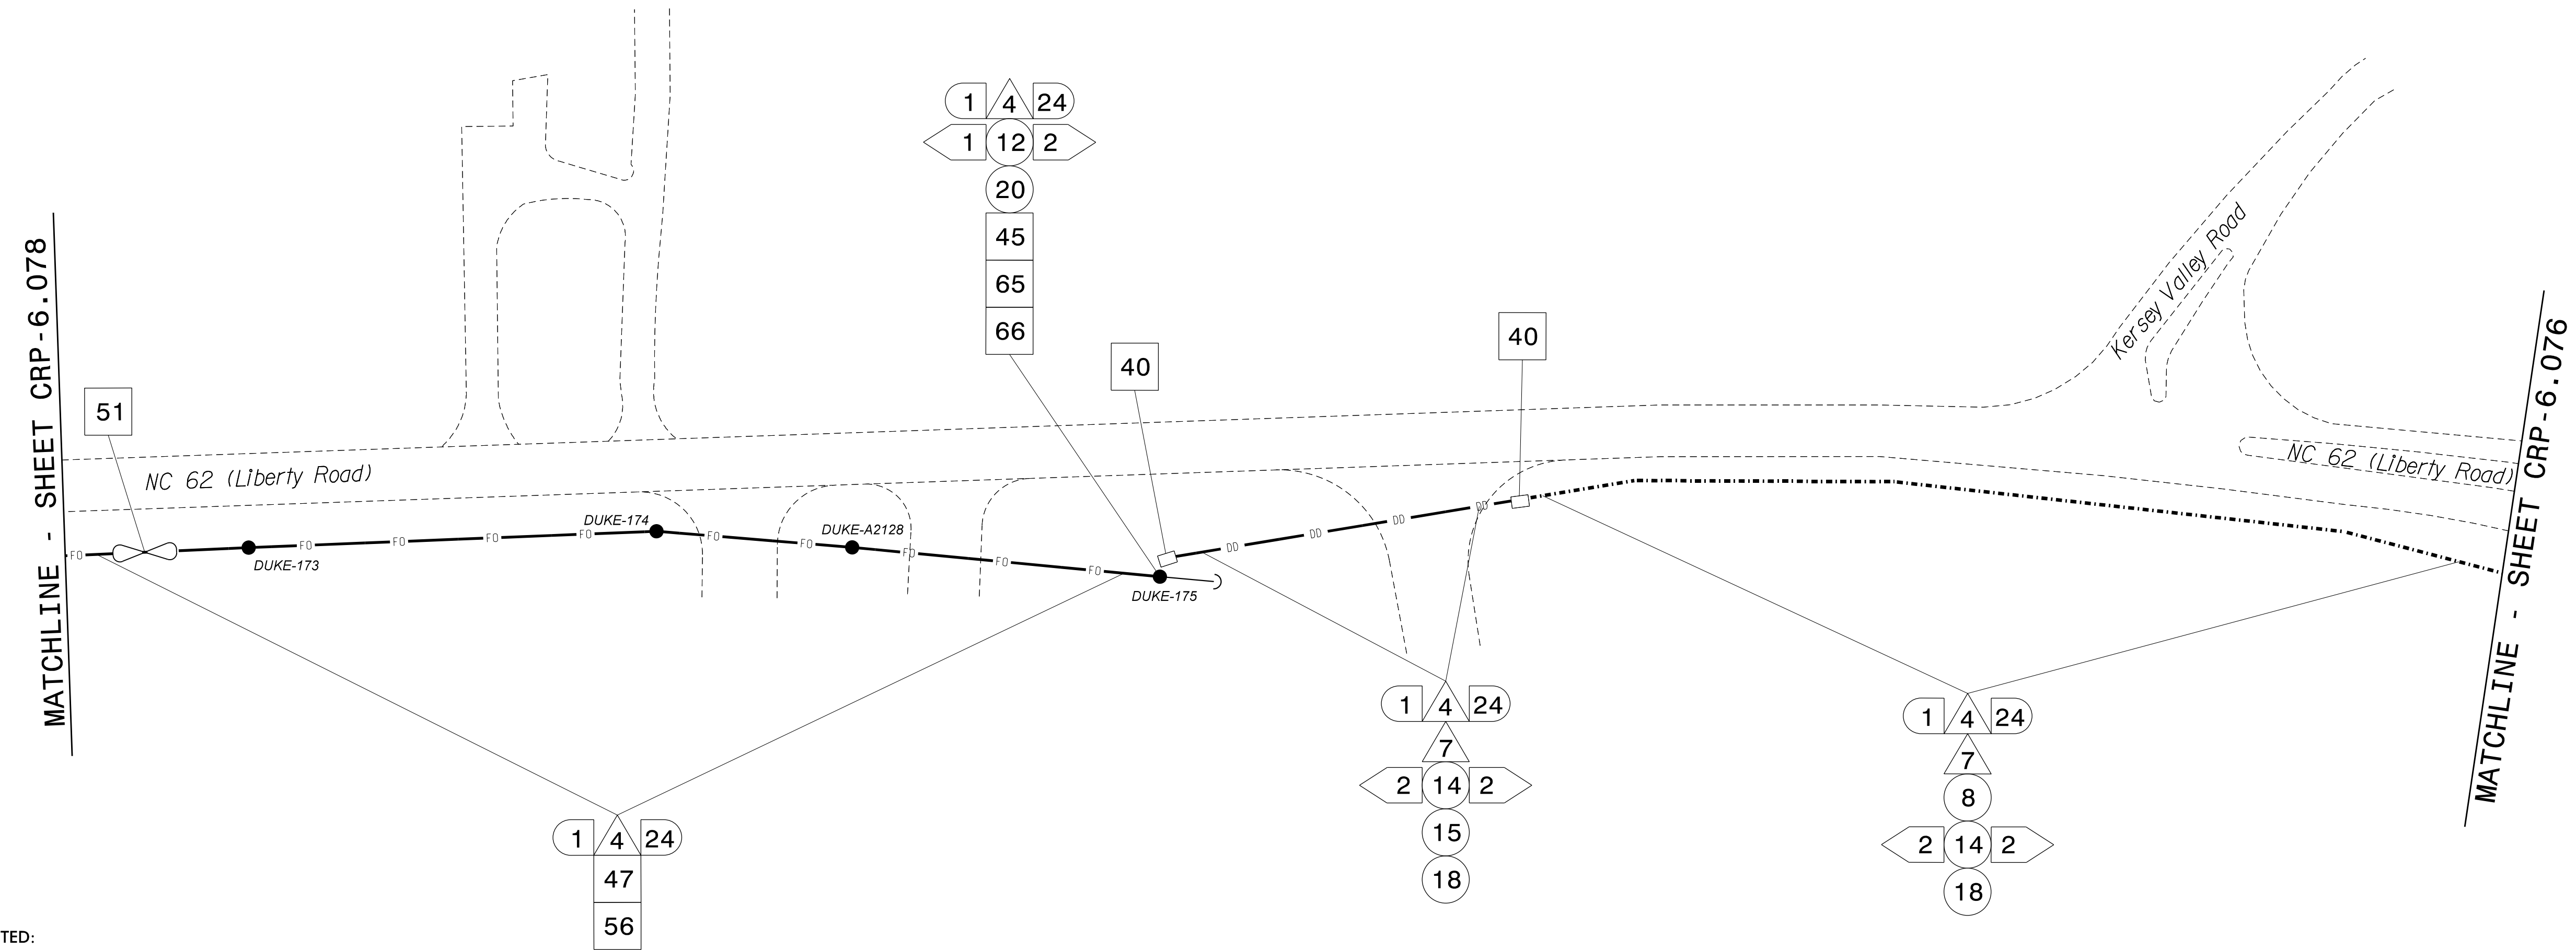 1 4 24
1 12 2
20
45
65
66
40
40
51
MATCHLINE - SHEET CRP-6.078
MATCHLINE - SHEET CRP-6.076
Kersey Valley Road
NC 62 (Liberty Road)
NC 62 (Liberty Road)
DUKE-173
DUKE-174
DUKE-A2128
DUKE-175
FO FO FO FO FO FO FO FO FO FO
DD DD DD DD
1 4 24
47
56
1 4 24
7
2 14 2
15
18
1 4 24
7
8
2 14 2
18
TED: